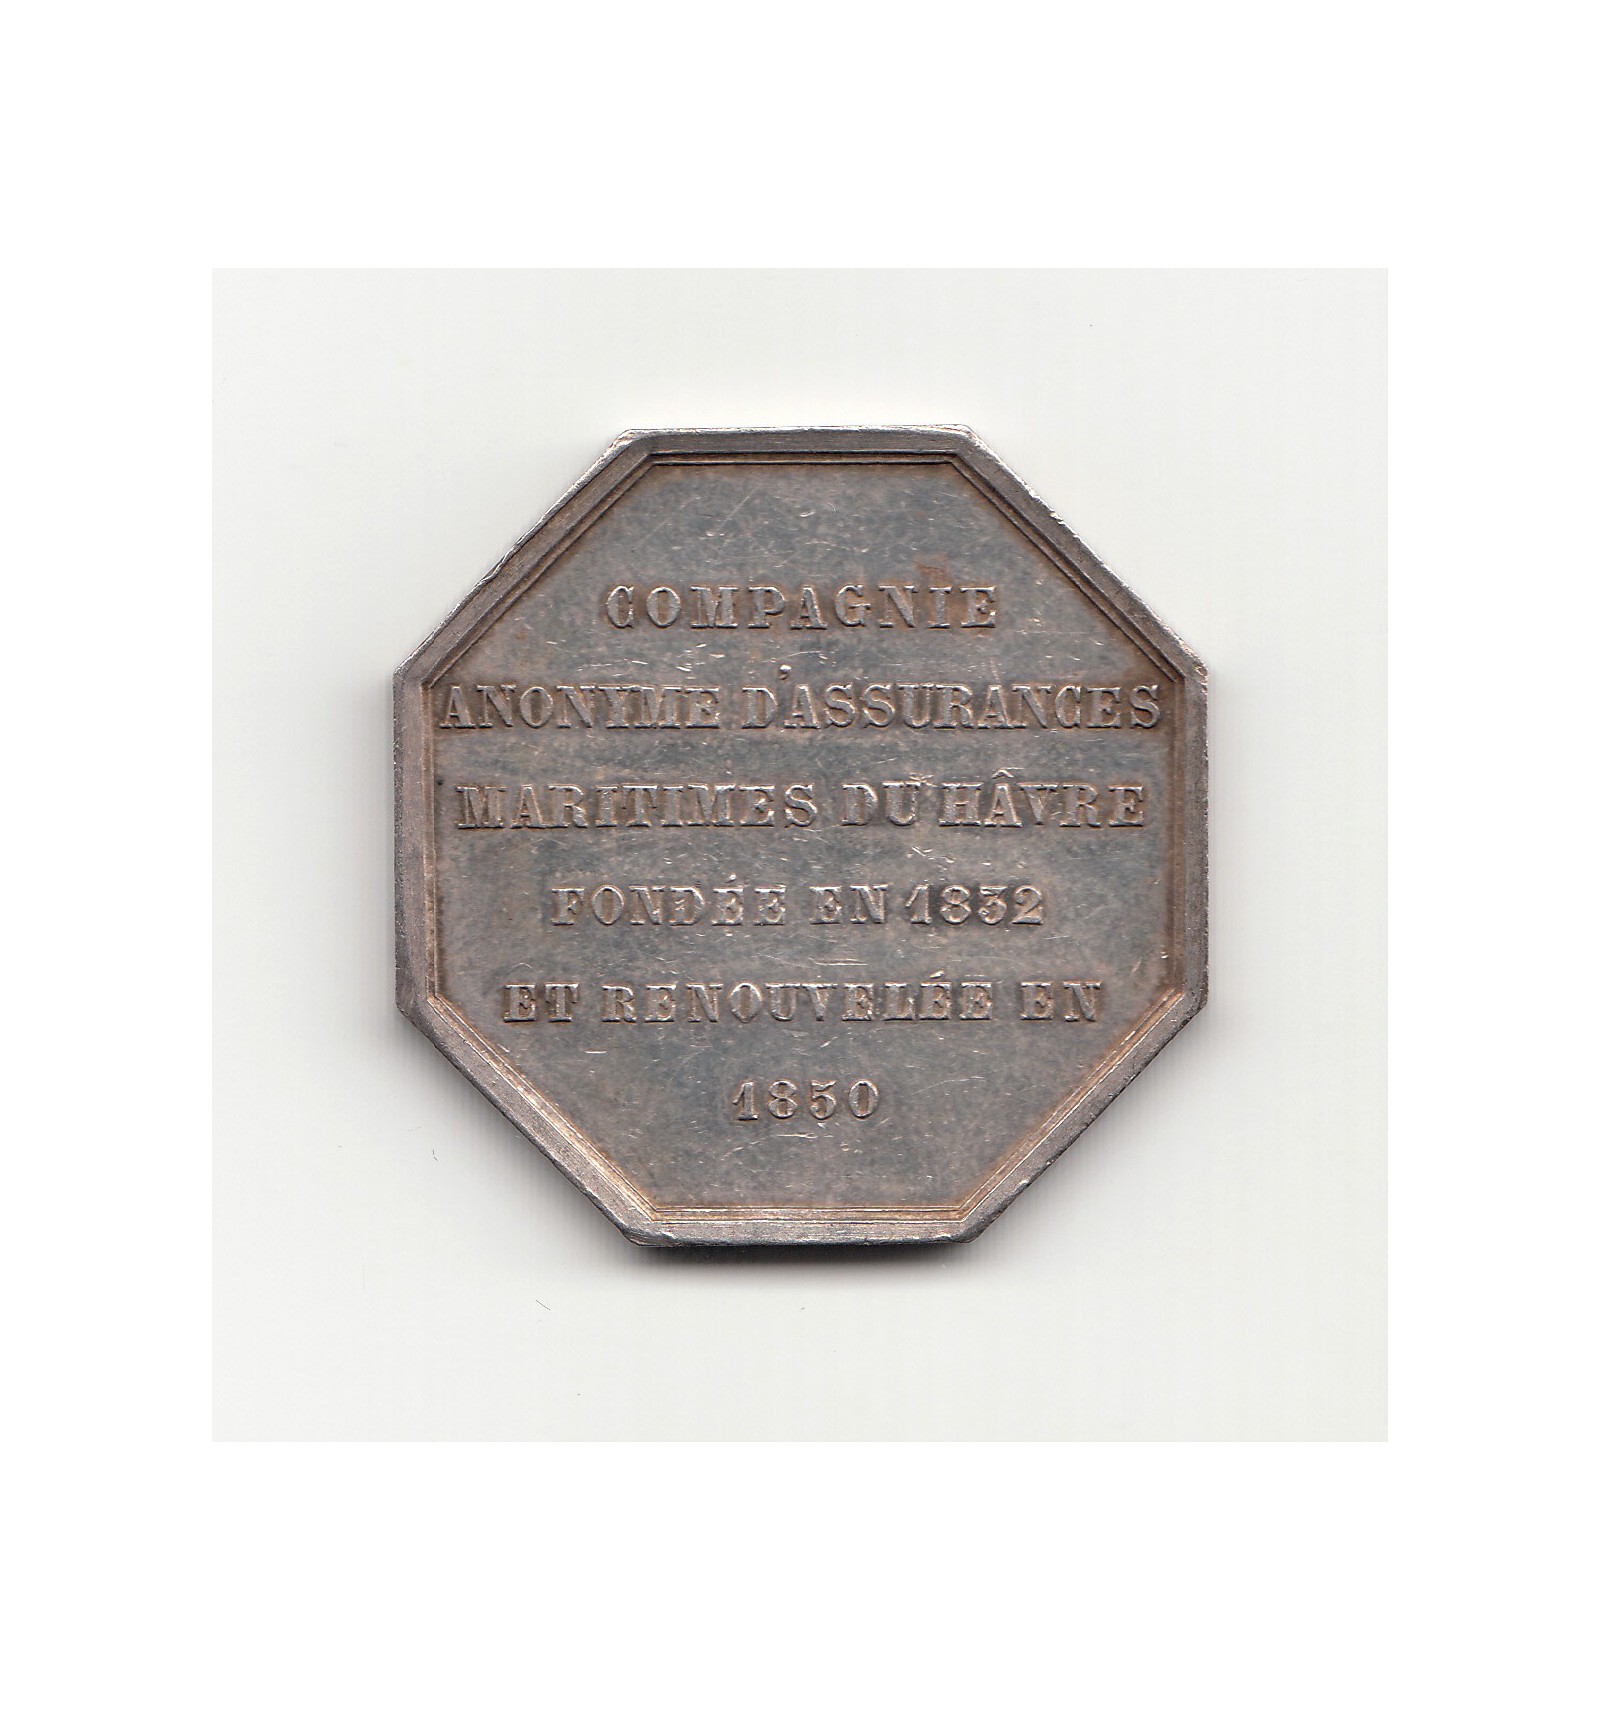 COMPAGNIE
ANONYME D'ASSURANCES
MARITIMES DU HÂVRE
FONDÉE EN 1832
ET RENOUVELÉE EN
1850